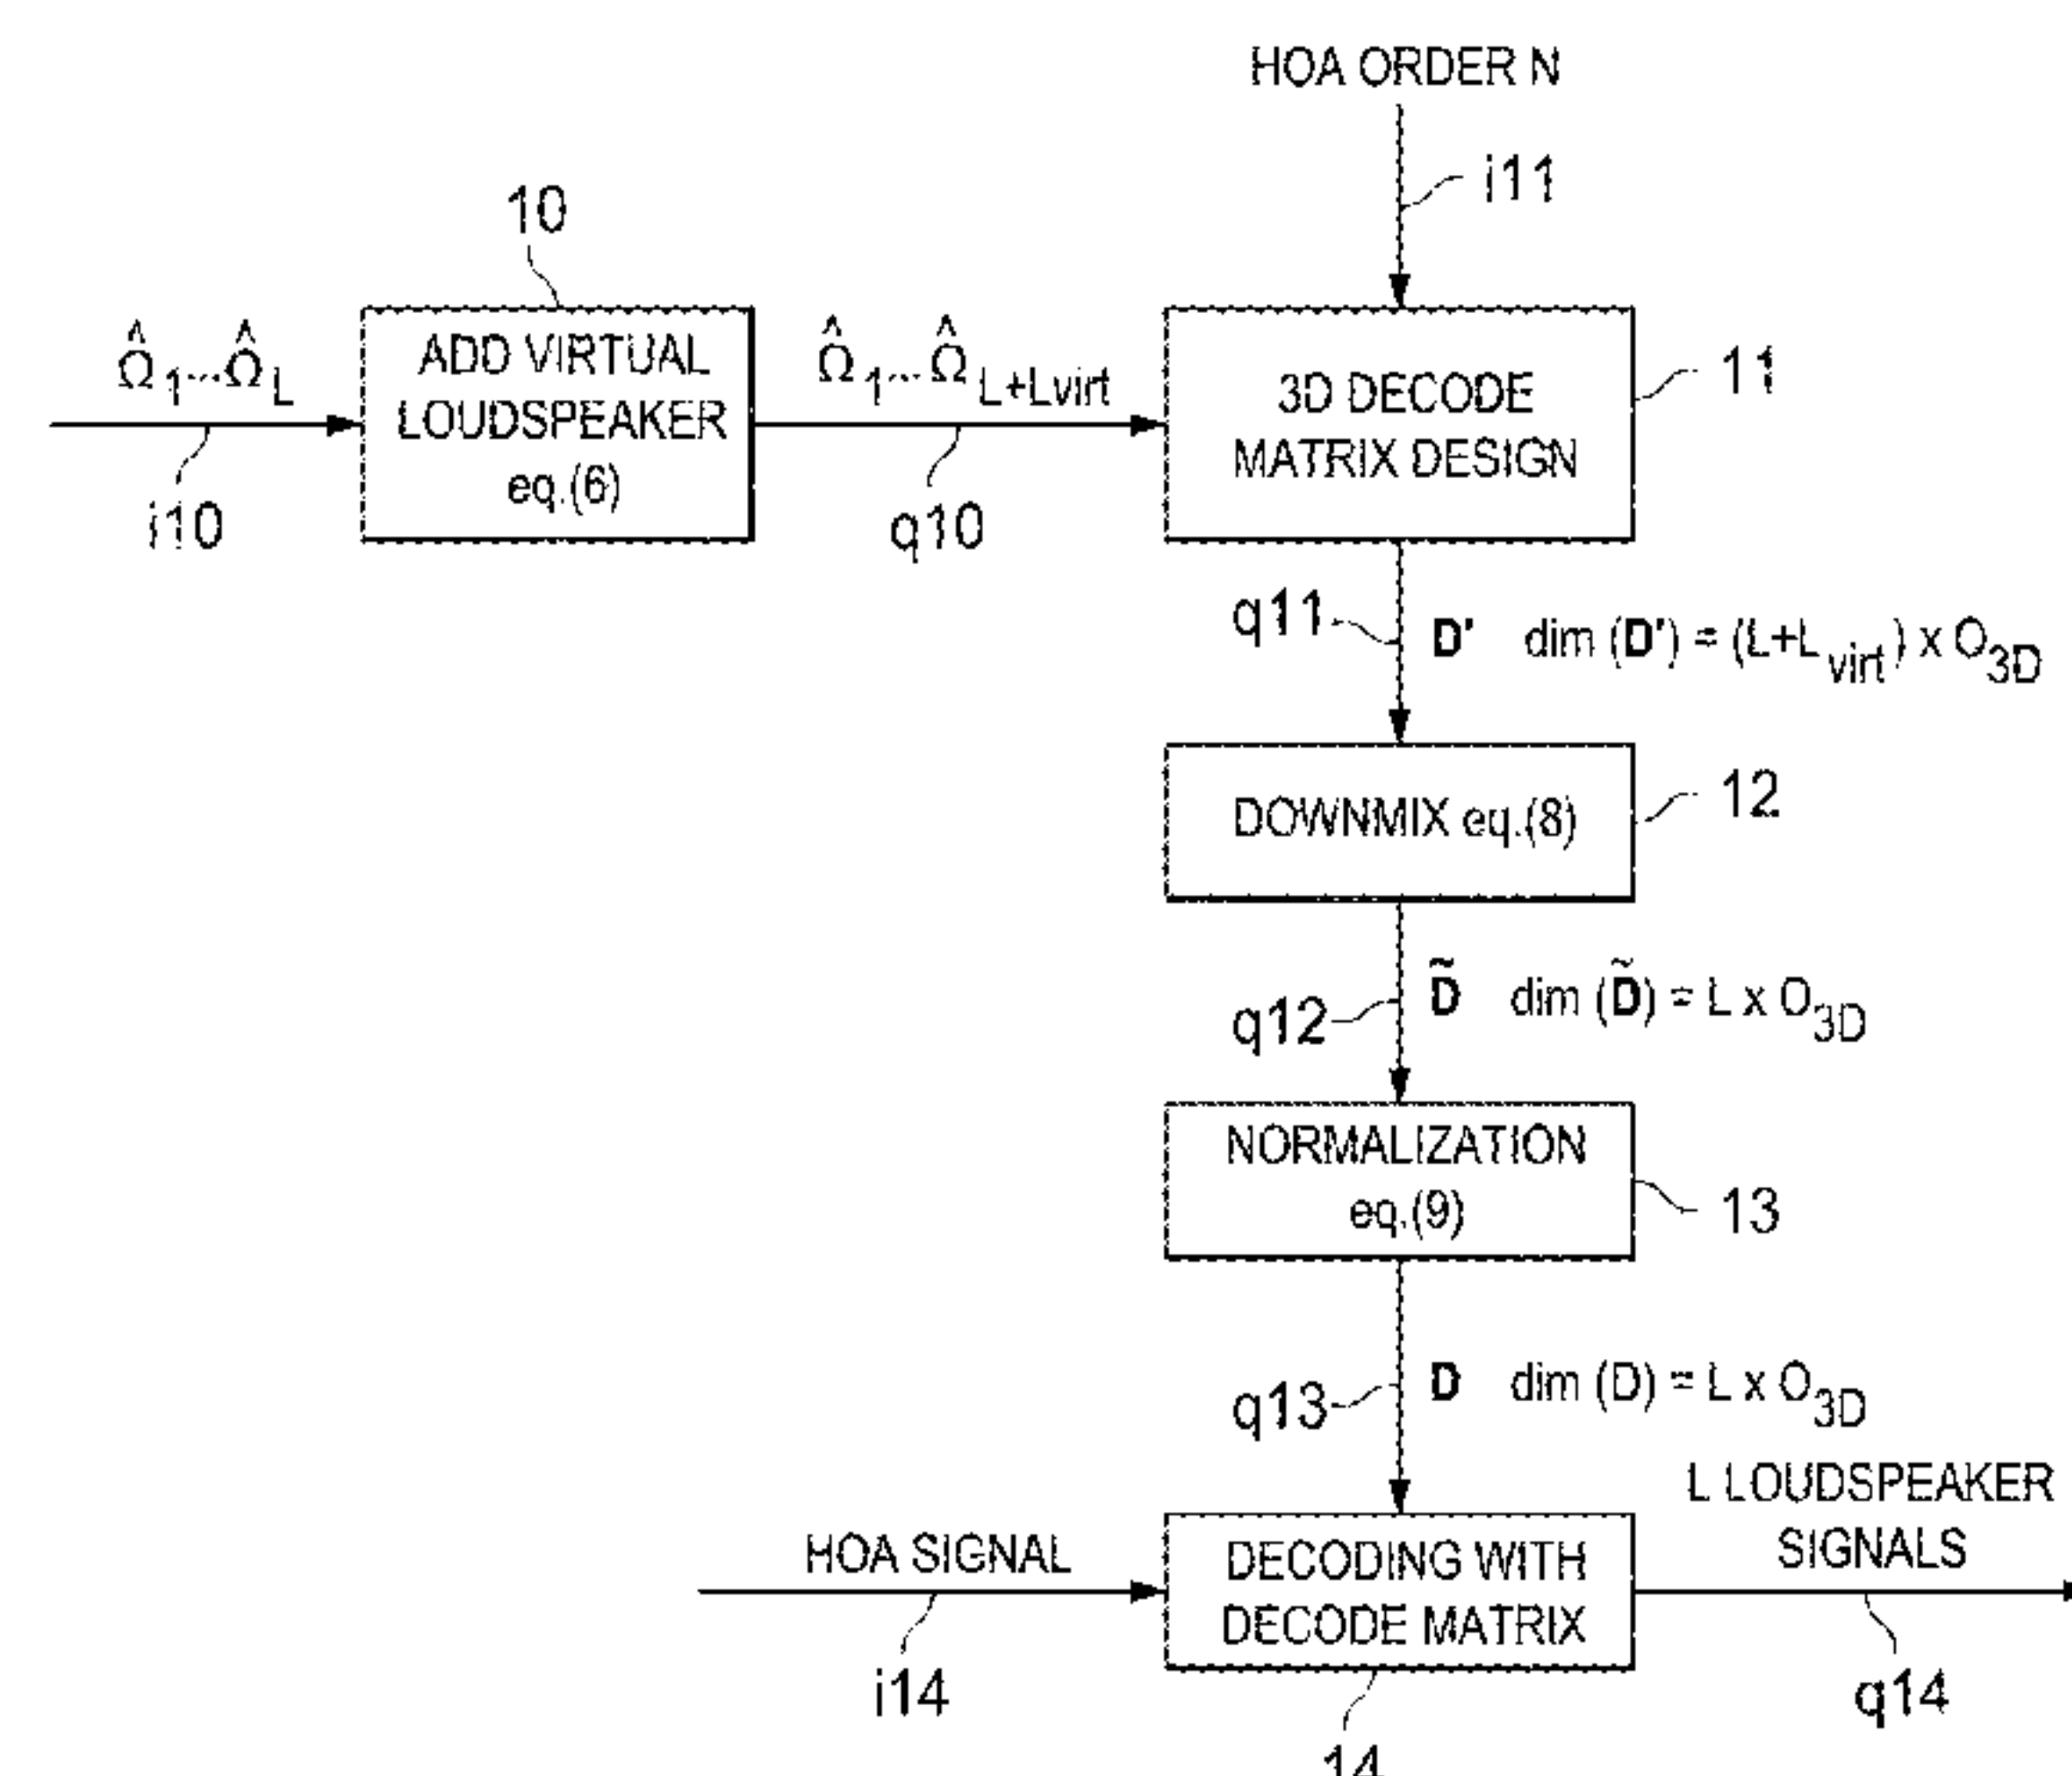 HOA ORDER N
i11
10
Ω̂1...Ω̂L
i10
ADD VIRTUAL
LOUDSPEAKER
eq.(6)
Ω̂1...Ω̂L+Lvirt
q10
3D DECODE
MATRIX DESIGN
11
q11
D' dim (D') = (L+Lvirt) x O3D
DOWNMIX eq.(8)
12
q12
D̃ dim (D̃) = L x O3D
NORMALIZATION
eq.(9)
13
q13
D dim (D) = L x O3D
HOA SIGNAL
i14
DECODING WITH
DECODE MATRIX
14
L LOUDSPEAKER
SIGNALS
q14